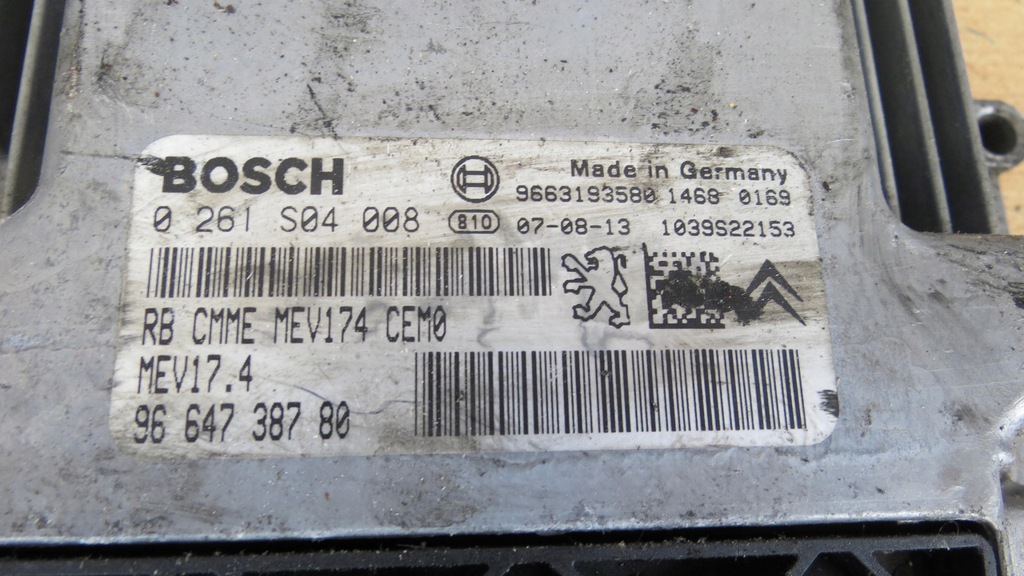 BOSCH
Made in Germany
9663193580 1468 0169
0 261 S04 008 810 07-08-13 1039S22153
RB CMME MEV174 CEM0
MEV17.4
96 647 387 80